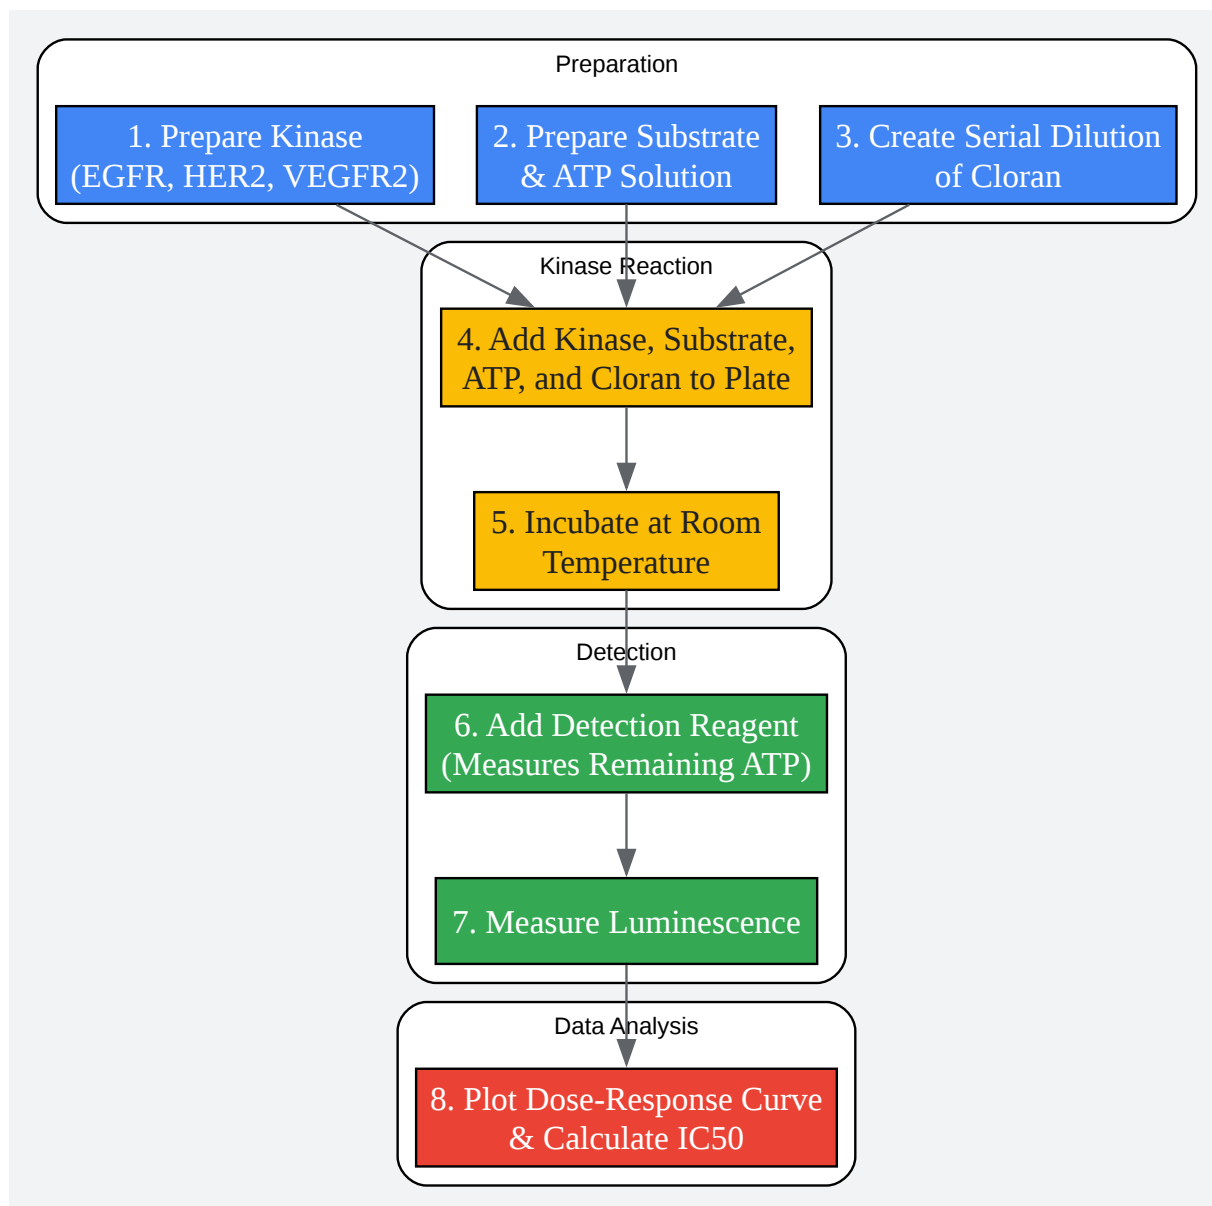 Preparation
1. Prepare Kinase
(EGFR, HER2, VEGFR2)
2. Prepare Substrate
& ATP Solution
3. Create Serial Dilution
of Cloran
Kinase Reaction
4. Add Kinase, Substrate,
ATP, and Cloran to Plate
5. Incubate at Room
Temperature
Detection
6. Add Detection Reagent
(Measures Remaining ATP)
7. Measure Luminescence
Data Analysis
8. Plot Dose-Response Curve
& Calculate IC50